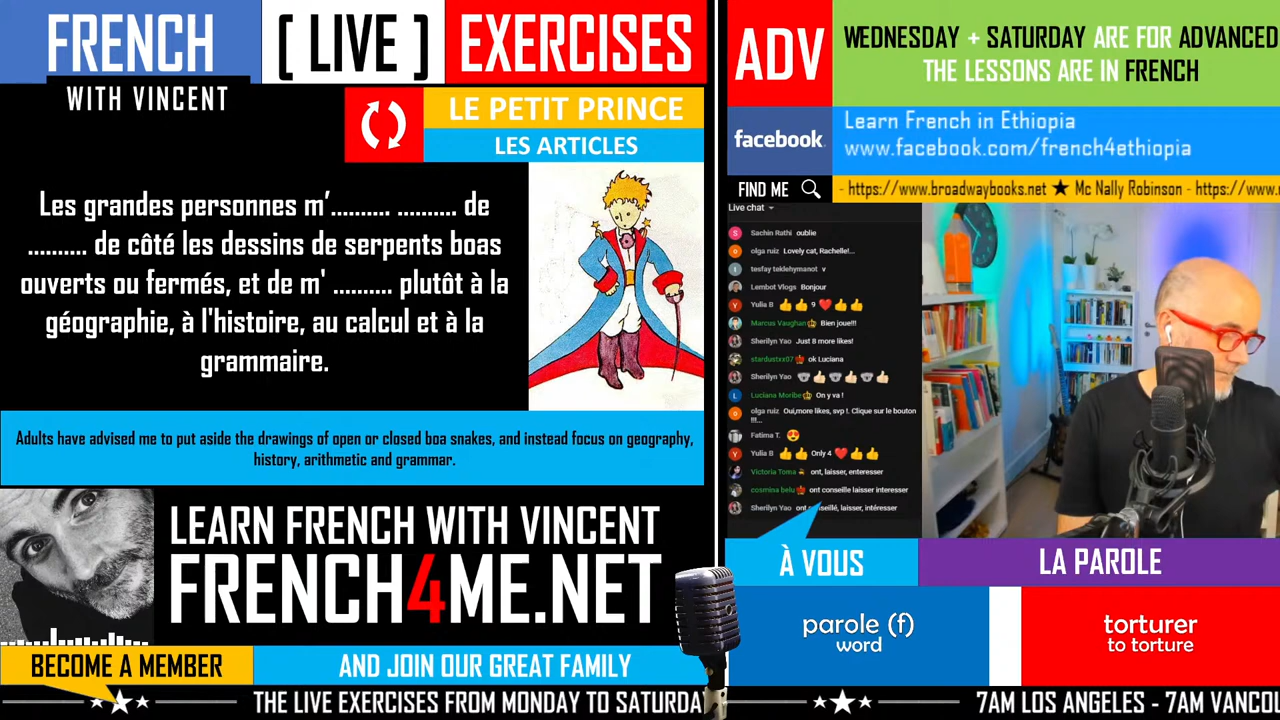 FRENCH
WITH VINCENT
[ LIVE ]
EXERCISES
LE PETIT PRINCE
LES ARTICLES
Les grandes personnes m'.......... .......... de
.......... de côté les dessins de serpents boas
ouverts ou fermés, et de m' .......... plutôt à la
géographie, à l'histoire, au calcul et à la
grammaire.
Adults have advised me to put aside the drawings of open or closed boa snakes, and instead focus on geography,
history, arithmetic and grammar.
LEARN FRENCH WITH VINCENT
FRENCH4ME.NET
BECOME A MEMBER
AND JOIN OUR GREAT FAMILY
THE LIVE EXERCISES FROM MONDAY TO SATURDAY
ADV
WEDNESDAY + SATURDAY ARE FOR ADVANCED
THE LESSONS ARE IN FRENCH
facebook
Learn French in Ethiopia
www.facebook.com/french4ethiopia
FIND ME
- https://www.broadwaybooks.net ★ Mc Nally Robinson - https://www.
Live chat
S Sachin Rathi oublie
o olga ruiz Lovely cat, Rachelle!...
t tesfay teklehymanot v
Lembot Vlogs Bonjour
Y Yulia B 👍👍 9 ❤️👍👍
Marcus Vaughan Bien joue!!!
Sherilyn Yao Just 8 more likes!
stardustxx07 ok Luciana
Sherilyn Yao 🐨👍🐨👍🐨👍
L Luciana Moribe On y va !
o olga ruiz Oui,more likes, svp !. Clique sur le bouton
!!!...
Fatima T. 😍
Y Yulia B 👍👍 Only 4 ❤️👍👍
Victoria Toma ont, laisser, enteresser
cosmina belu ont conseille laisser interesser
Sherilyn Yao ont conseillé, laisser, intéresser
À VOUS
LA PAROLE
parole (f)
word
torturer
to torture
7AM LOS ANGELES - 7AM VANCOU